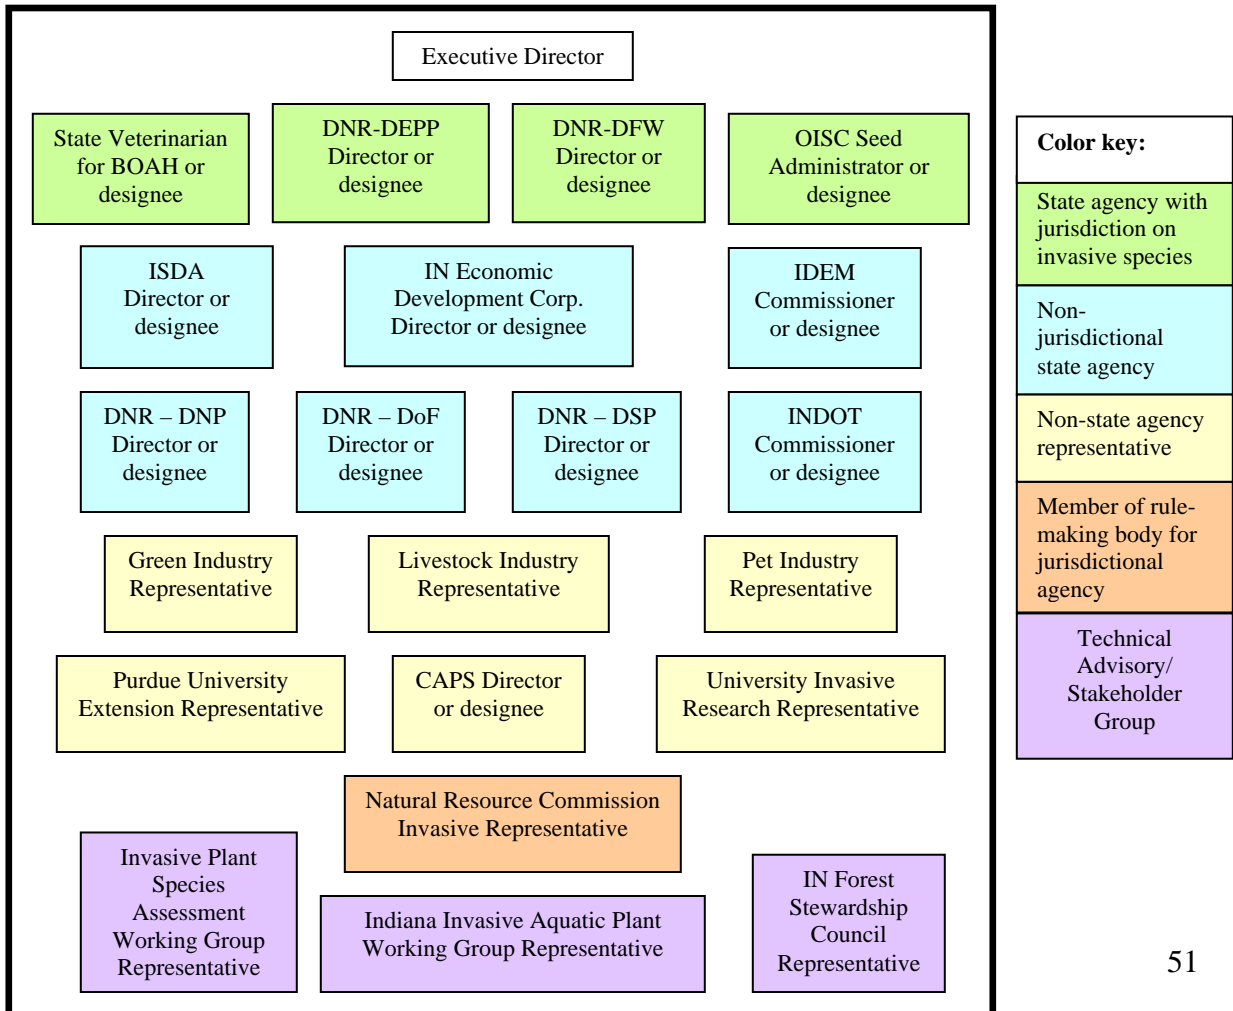 Executive Director
State Veterinarian
for BOAH or
designee
DNR-DEPP
Director or
designee
DNR-DFW
Director or
designee
OISC Seed
Administrator or
designee
ISDA
Director or
designee
IN Economic
Development Corp.
Director or designee
IDEM
Commissioner
or designee
DNR – DNP
Director or
designee
DNR – DoF
Director or
designee
DNR – DSP
Director or
designee
INDOT
Commissioner
or designee
Green Industry
Representative
Livestock Industry
Representative
Pet Industry
Representative
Purdue University
Extension Representative
CAPS Director
or designee
University Invasive
Research Representative
Natural Resource Commission
Invasive Representative
Invasive Plant
Species
Assessment
Working Group
Representative
Indiana Invasive Aquatic Plant
Working Group Representative
IN Forest
Stewardship
Council
Representative
Color key:
State agency with
jurisdiction on
invasive species
Non-
jurisdictional
state agency
Non-state agency
representative
Member of rule-
making body for
jurisdictional
agency
Technical
Advisory/
Stakeholder
Group
51